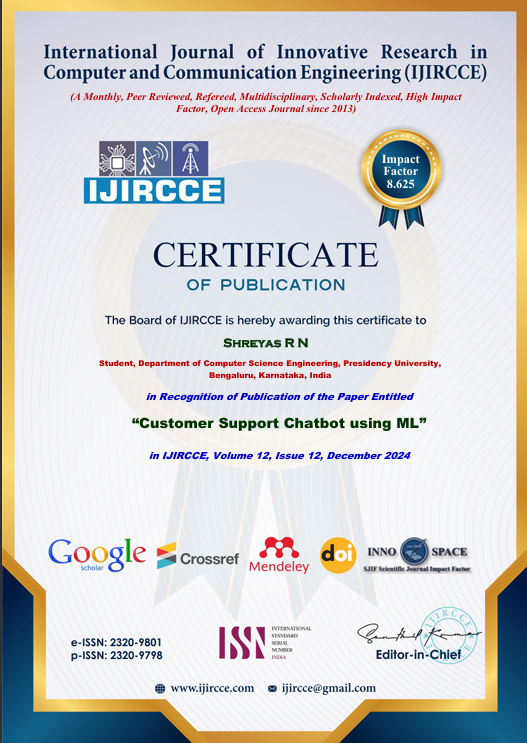 International Journal of Innovative Research in
Computer and Communication Engineering (IJIRCCE)
(A Monthly, Peer Reviewed, Refereed, Multidisciplinary, Scholarly Indexed, High Impact
Factor, Open Access Journal since 2013)
IJIRCCE
Impact
Factor
8.625
CERTIFICATE
OF PUBLICATION
The Board of IJIRCCE is hereby awarding this certificate to
SHREYAS R N
Student, Department of Computer Science Engineering, Presidency University,
Bengaluru, Karnataka, India
in Recognition of Publication of the Paper Entitled
“Customer Support Chatbot using ML”
in IJIRCCE, Volume 12, Issue 12, December 2024
Google
scholar
Crossref
Mendeley
doi
INNO SPACE
SJIF Scientific Journal Impact Factor
e-ISSN: 2320-9801
p-ISSN: 2320-9798
ISSN
INTERNATIONAL
STANDARD
SERIAL
NUMBER
INDIA
IJIRCCE
Editor-in-Chief
www.ijircce.com ijircce@gmail.com